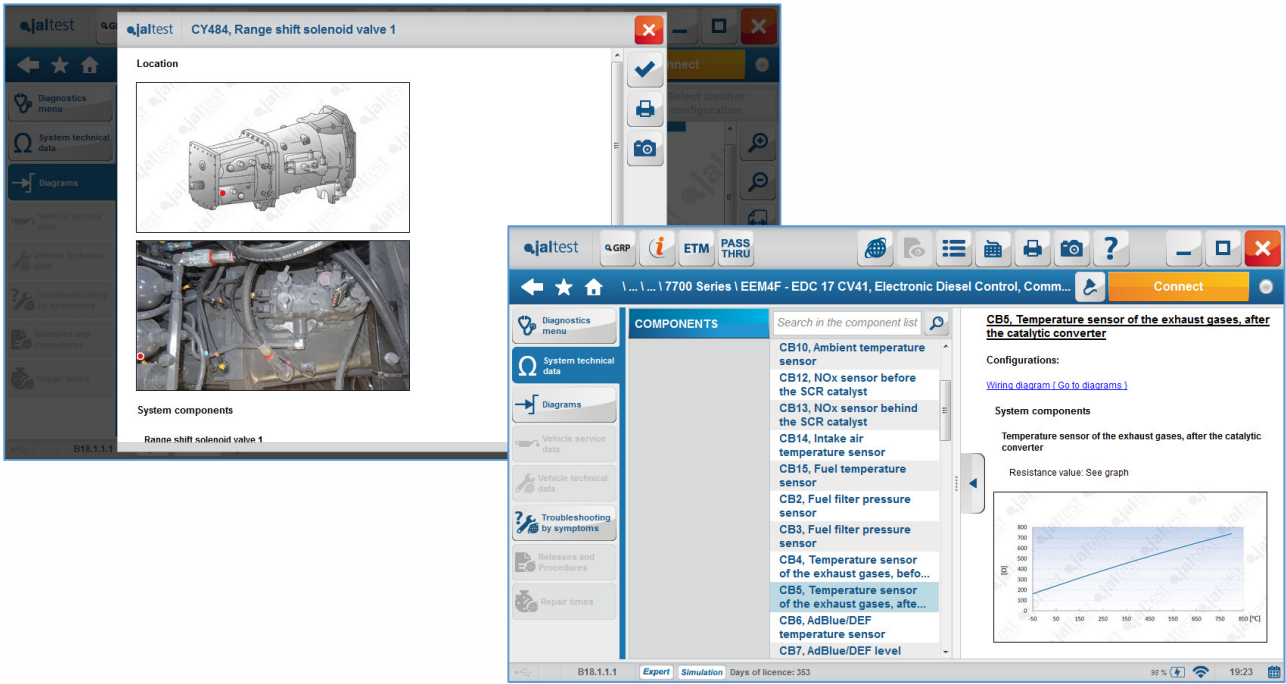 jaltest
CY484, Range shift solenoid valve 1
nnect
Diagnostics
menu
System technical
data
Diagrams
Vehicle service
data
Vehicle technical
data
Troubleshooting
by symptoms
Releases and
Procedures
Repair times
Select another
configuration
Location
System components
Range shift solenoid valve 1
B18.1.1.1
jaltest
GRP
ETM
PASS
THRU
\ ... \ ... \ 7700 Series \ EEM4F - EDC 17 CV41, Electronic Diesel Control, Comm...
Connect
Diagnostics
menu
System technical
data
Diagrams
Vehicle service
data
Vehicle technical
data
Troubleshooting
by symptoms
Releases and
Procedures
Repair times
COMPONENTS
Search in the component list
CB10, Ambient temperature
sensor
CB12, NOx sensor before
the SCR catalyst
CB13, NOx sensor behind
the SCR catalyst
CB14, Intake air
temperature sensor
CB15, Fuel temperature
sensor
CB2, Fuel filter pressure
sensor
CB3, Fuel filter pressure
sensor
CB4, Temperature sensor
of the exhaust gases, befo...
CB5, Temperature sensor
of the exhaust gases, afte...
CB6, AdBlue/DEF
temperature sensor
CB7, AdBlue/DEF level
CB5, Temperature sensor of the exhaust gases, after
the catalytic converter
Configurations:
Wiring diagram ( Go to diagrams )
System components
Temperature sensor of the exhaust gases, after the catalytic
converter
Resistance value: See graph
800
700
600
500
400
300
200
100
0
[Ω]
-50 50 150 250 350 450 550 650 750 850 [°C]
B18.1.1.1 Expert Simulation Days of licence: 353
98 %
19:23